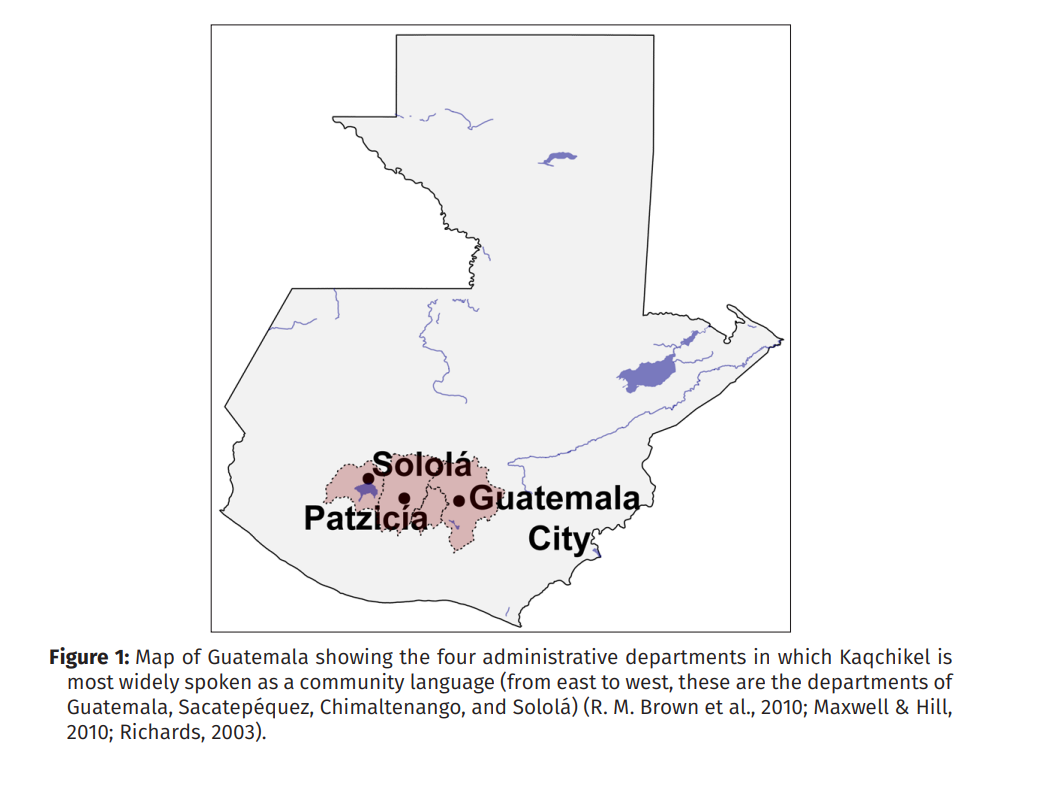 Sololá
Guatemala
Patzicía
City
Figure 1: Map of Guatemala showing the four administrative departments in which Kaqchikel is
most widely spoken as a community language (from east to west, these are the departments of
Guatemala, Sacatepéquez, Chimaltenango, and Sololá) (R. M. Brown et al., 2010; Maxwell & Hill,
2010; Richards, 2003).